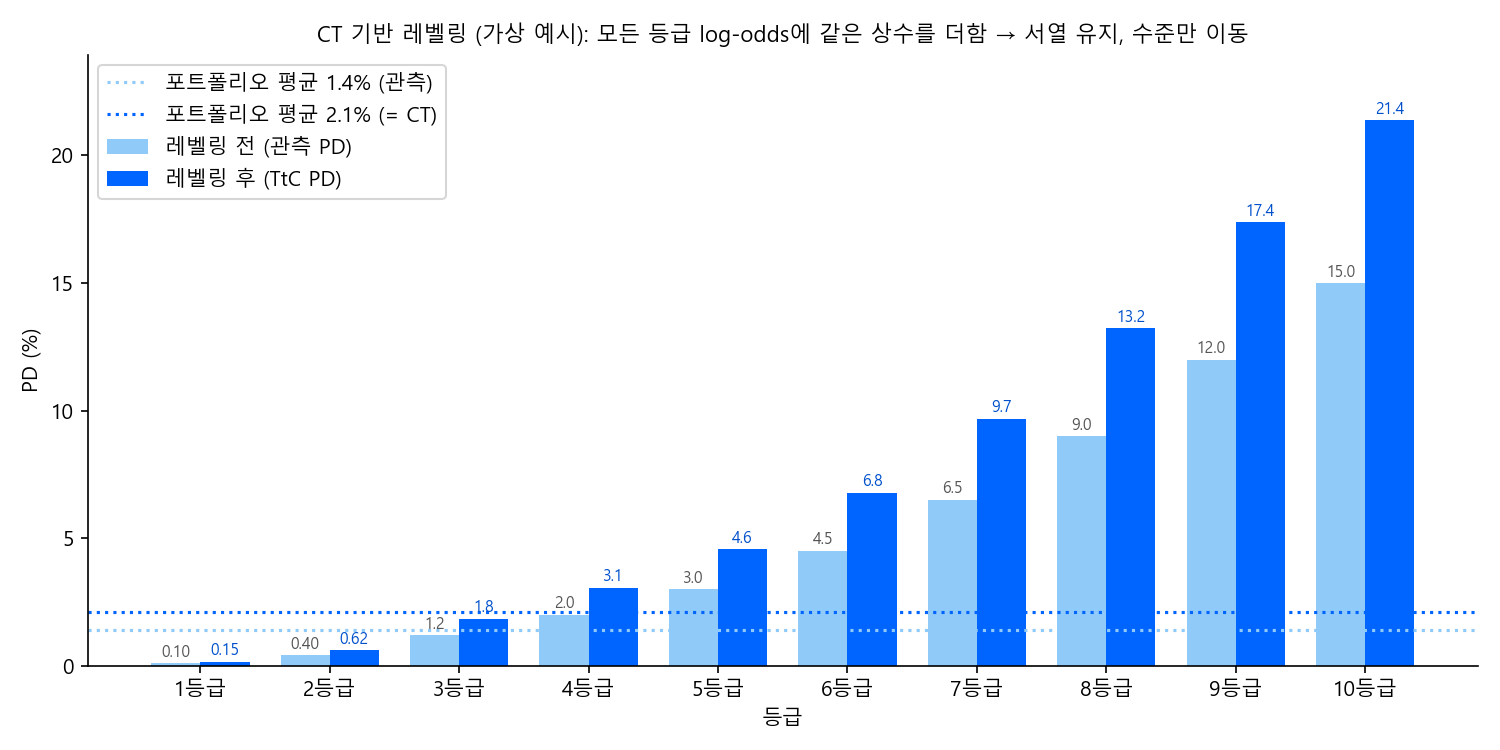 CT 기반 레벨링 (가상 예시): 모든 등급 log-odds에 같은 상수를 더함 → 서열 유지, 수준만 이동
포트폴리오 평균 1.4% (관측)
포트폴리오 평균 2.1% (= CT)
레벨링 전 (관측 PD)
레벨링 후 (TtC PD)
PD (%)
20
15
10
5
0
0.10 0.15
0.40 0.62
1.2 1.8
2.0 3.1
3.0 4.6
4.5 6.8
6.5 9.7
9.0 13.2
12.0 17.4
15.0 21.4
1등급 2등급 3등급 4등급 5등급 6등급 7등급 8등급 9등급 10등급
등급